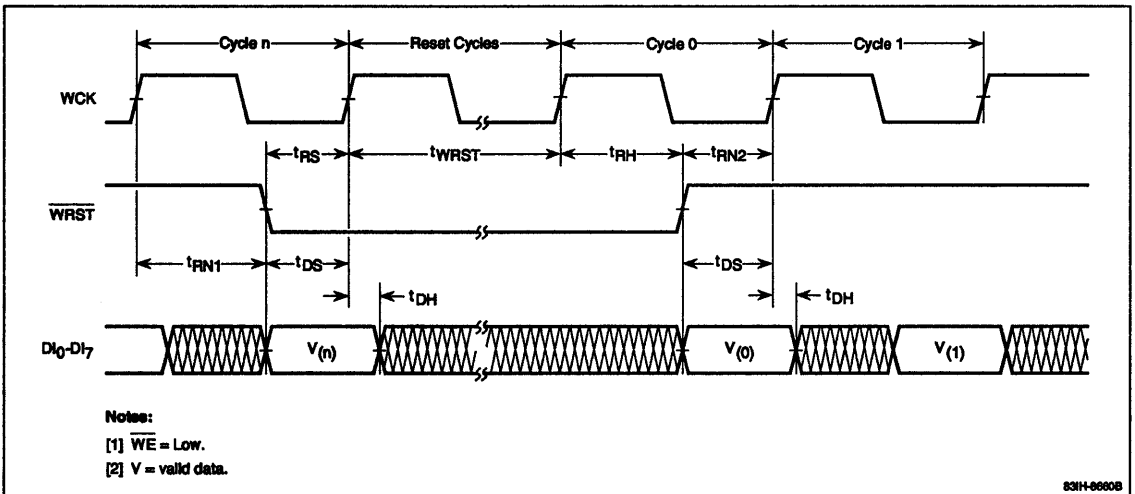 Cycle n Reset Cycles Cycle 0 Cycle 1
WCK
tRS tWRST tRH tRN2
WRST
tRN1 tDS tDS
tDH tDH
DI0-DI7 V(n) V(0) V(1)
Notes:
[1] WE = Low.
[2] V = valid data.
83IH-8660B